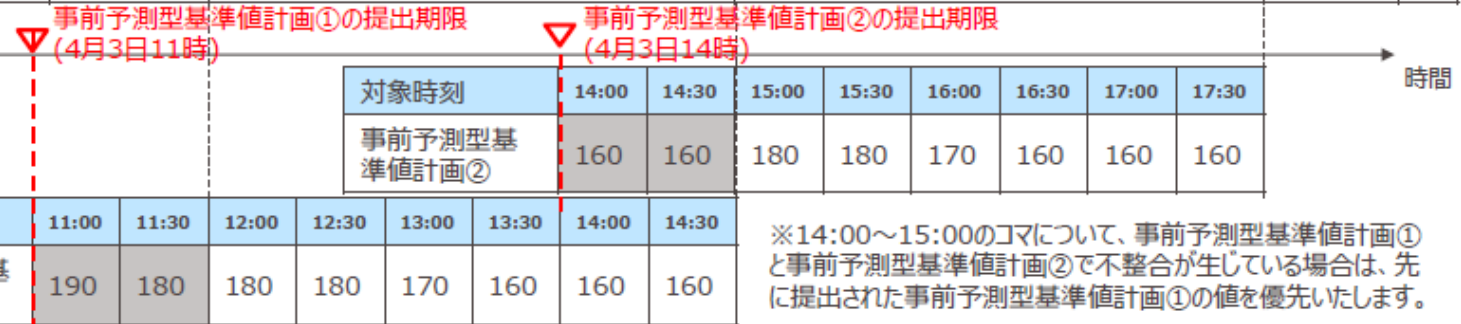 事前予測型基準値計画①の提出期限
(4月3日11時)
事前予測型基準値計画②の提出期限
(4月3日14時)
時間
対象時刻 14:00 14:30 15:00 15:30 16:00 16:30 17:00 17:30
事前予測型基
準値計画② 160 160 180 180 170 160 160 160
11:00 11:30 12:00 12:30 13:00 13:30 14:00 14:30
基 190 180 180 180 170 160 160 160
※14:00～15:00のコマについて、事前予測型基準値計画①
と事前予測型基準値計画②で不整合が生じている場合は、先
に提出された事前予測型基準値計画①の値を優先いたします。